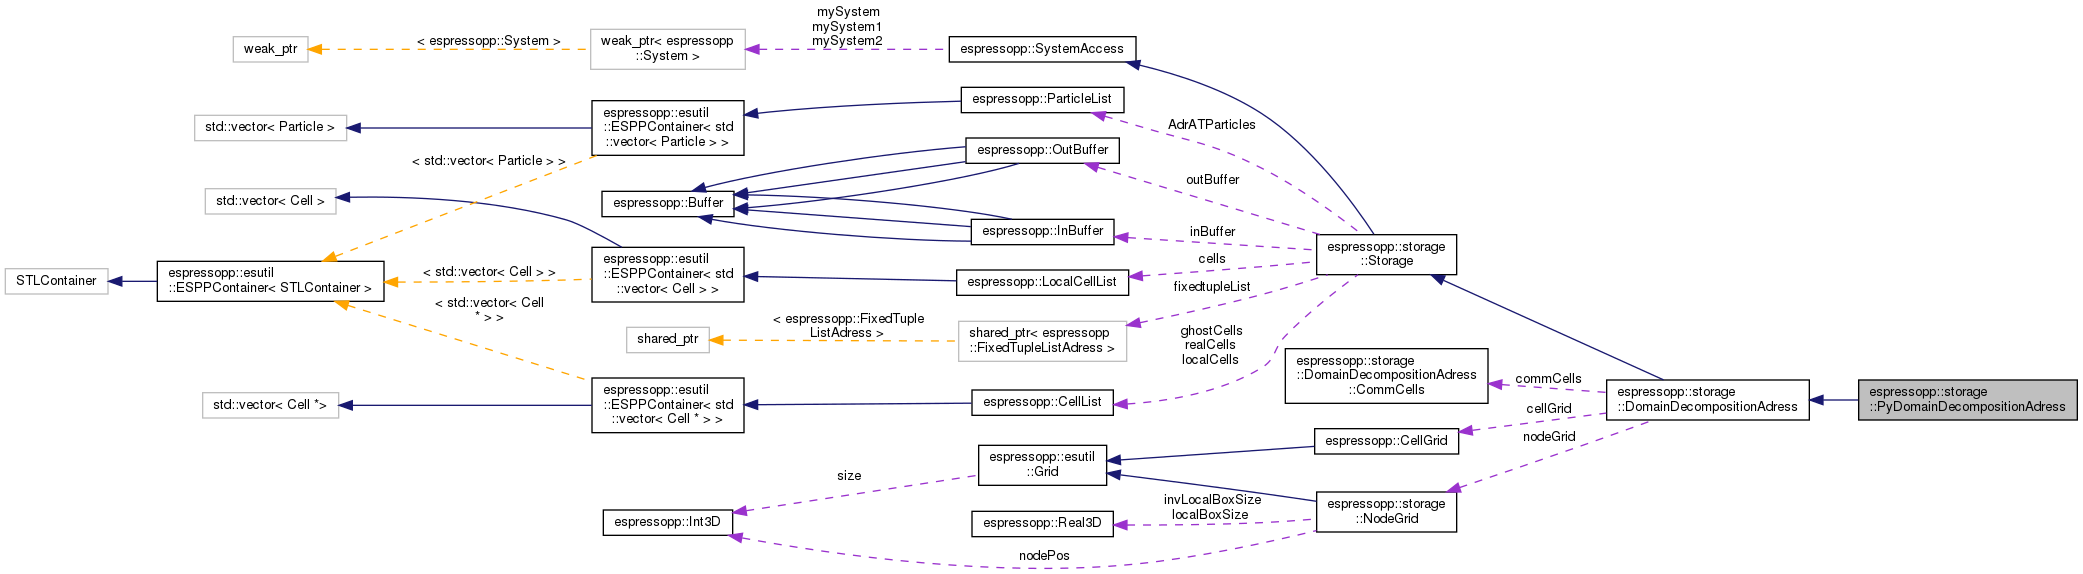 mySystem
mySystem1
mySystem2
weak_ptr
< espressopp::System >
weak_ptr< espressopp
::System >
espressopp::SystemAccess
espressopp::ParticleList
std::vector< Particle >
espressopp::esutil
::ESPPContainer< std
::vector< Particle > >
AdrATParticles
espressopp::OutBuffer
< std::vector< Particle > >
outBuffer
std::vector< Cell >
espressopp::Buffer
espressopp::InBuffer
inBuffer
espressopp::storage
::Storage
cells
espressopp::esutil
::ESPPContainer< std
::vector< Cell > >
< std::vector< Cell > >
STLContainer
espressopp::esutil
::ESPPContainer< STLContainer >
espressopp::LocalCellList
fixedtupleList
< std::vector< Cell
* > >
< espressopp::FixedTuple
ListAdress >
shared_ptr
shared_ptr< espressopp
::FixedTupleListAdress >
ghostCells
realCells
localCells
espressopp::storage
::DomainDecompositionAdress
::CommCells
commCells
std::vector< Cell *>
espressopp::esutil
::ESPPContainer< std
::vector< Cell * > >
espressopp::CellList
espressopp::storage
::DomainDecompositionAdress
espressopp::storage
::PyDomainDecompositionAdress
cellGrid
espressopp::CellGrid
nodeGrid
espressopp::esutil
::Grid
size
espressopp::Int3D
invLocalBoxSize
localBoxSize
espressopp::Real3D
espressopp::storage
::NodeGrid
nodePos